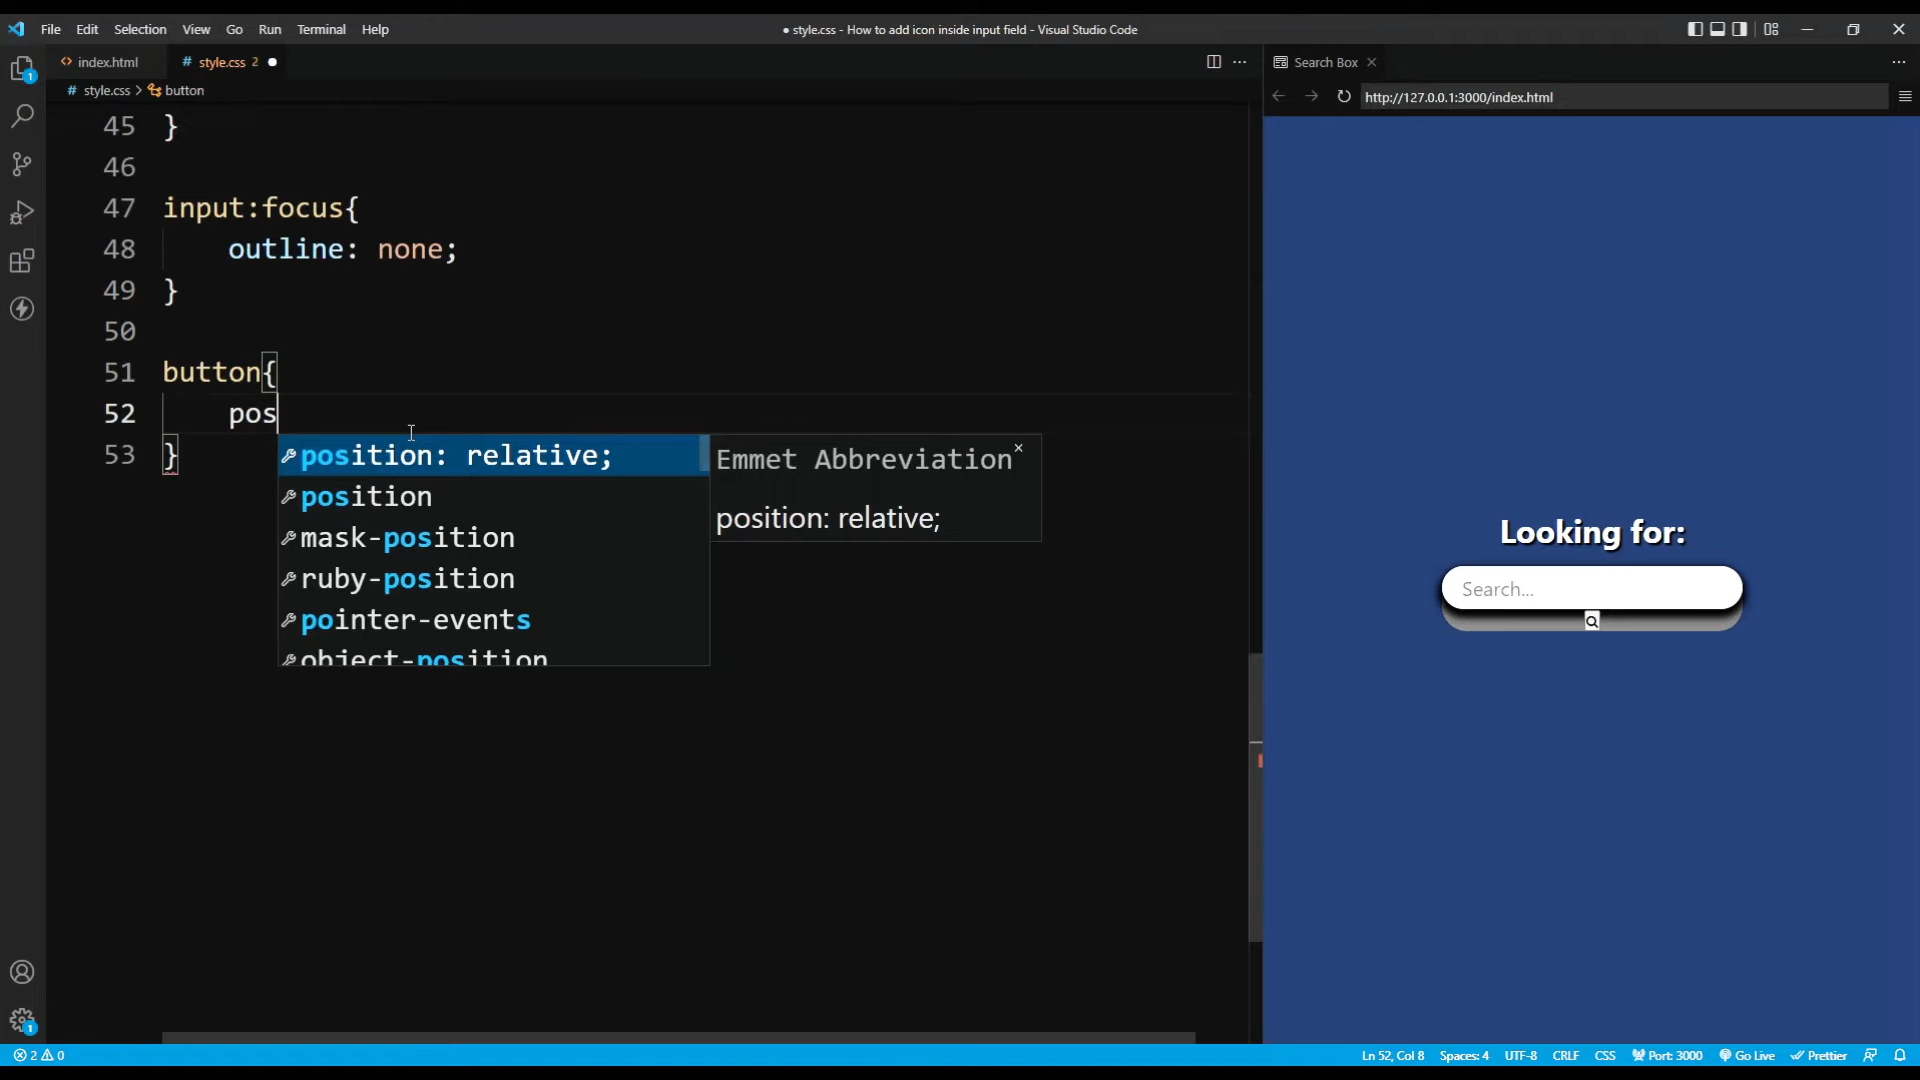 File Edit Selection View Go Run Terminal Help
● style.css - How to add icon inside input field - Visual Studio Code
<> index.html
# style.css 2 ●
Search Box ×
# style.css > button
http://127.0.0.1:3000/index.html
45 }
46
47 input:focus{
48 outline: none;
49 }
50
51 button{
52 pos
53 }
position: relative;
position
mask-position
ruby-position
pointer-events
object-position
Emmet Abbreviation ×
position: relative;
Looking for:
Search...
1
1
2 0
Ln 52, Col 8 Spaces: 4 UTF-8 CRLF CSS Port: 3000 Go Live Prettier